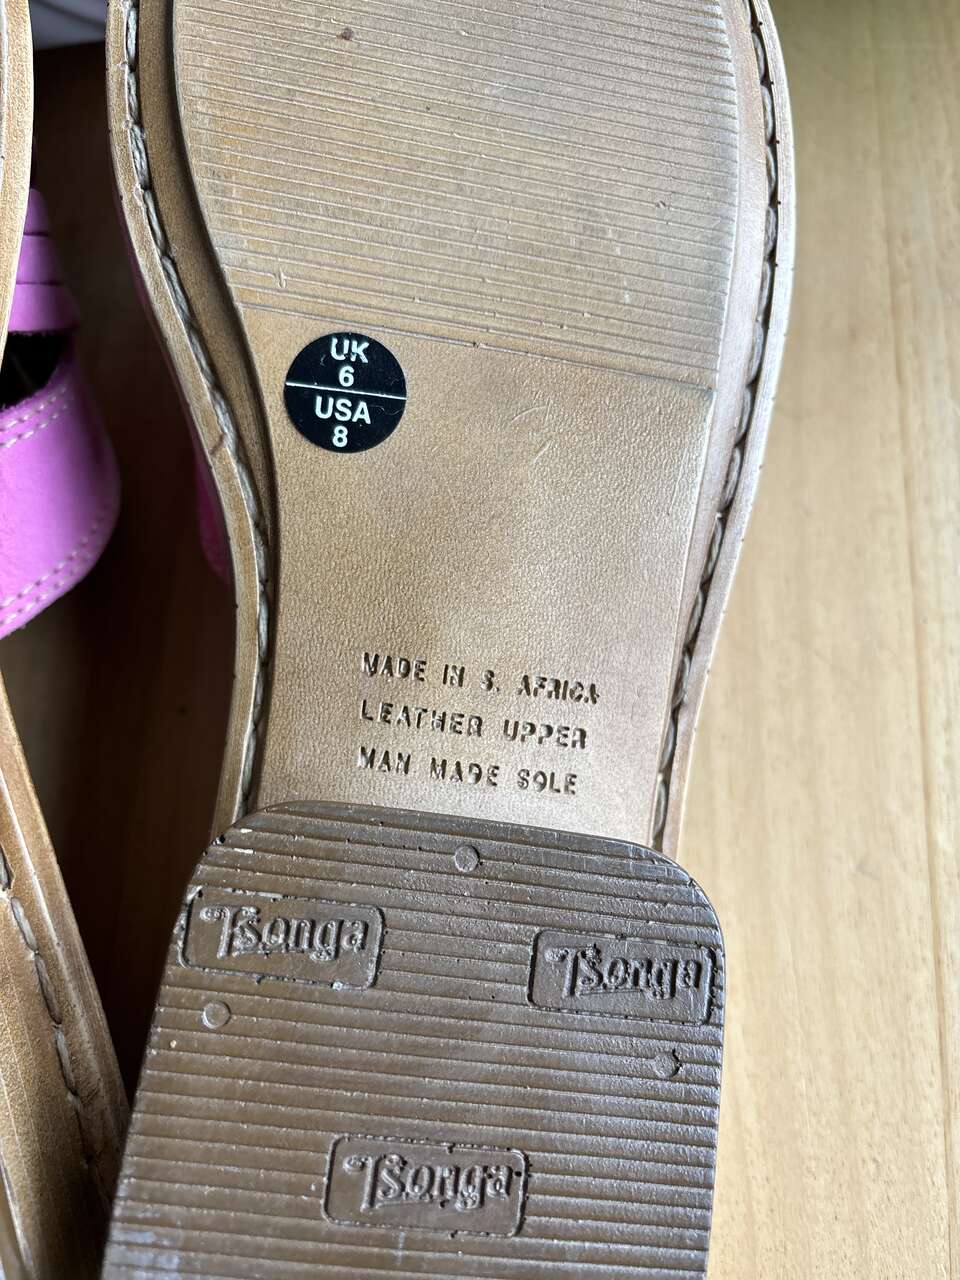 UK
6
USA
8
MADE IN S. AFRICA
LEATHER UPPER
MAN MADE SOLE
Tsonga
Tsonga
Tsonga